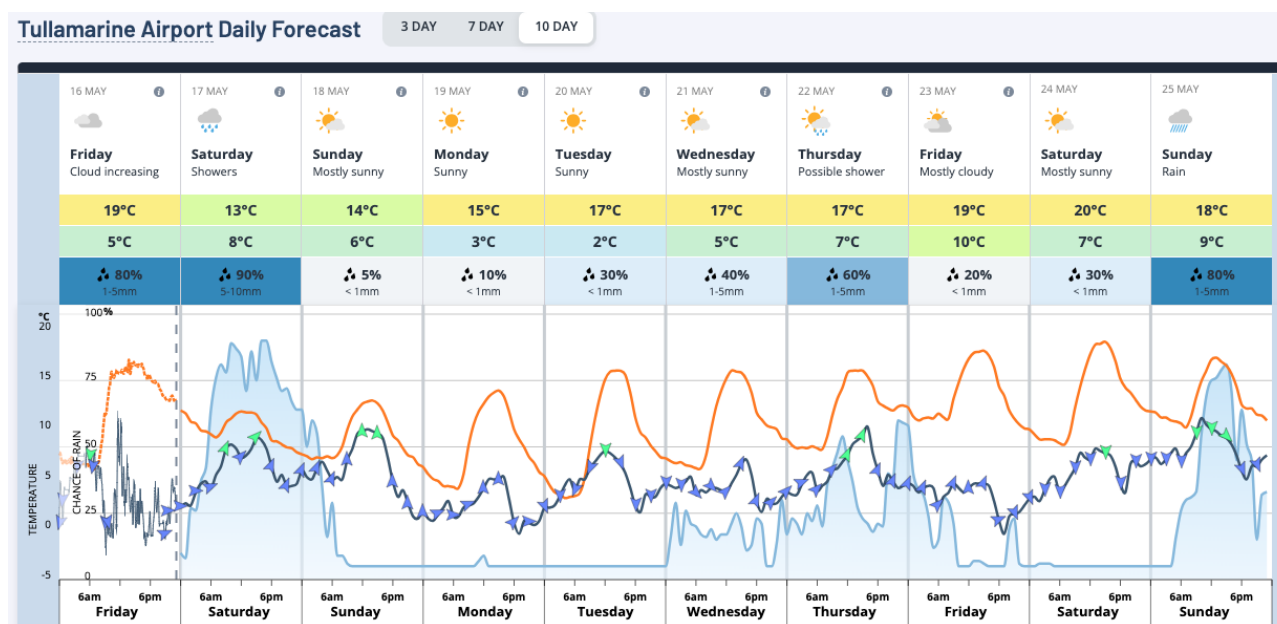 Tullamarine Airport Daily Forecast
3 DAY 7 DAY 10 DAY
16 MAY 17 MAY 18 MAY 19 MAY 20 MAY 21 MAY 22 MAY 23 MAY 24 MAY 25 MAY
Friday Saturday Sunday Monday Tuesday Wednesday Thursday Friday Saturday Sunday
Cloud increasing Showers Mostly sunny Sunny Sunny Mostly sunny Possible shower Mostly cloudy Mostly sunny Rain
19°C 13°C 14°C 15°C 17°C 17°C 17°C 19°C 20°C 18°C
5°C 8°C 6°C 3°C 2°C 5°C 7°C 10°C 7°C 9°C
80% 90% 5% 10% 30% 40% 60% 20% 30% 80%
1-5mm 5-10mm < 1mm < 1mm < 1mm 1-5mm 1-5mm < 1mm < 1mm 1-5mm
°C 100%
20
15 75
10 50
5 25
0
-5 0
TEMPERATURE
CHANCE OF RAIN
6am 6pm 6am 6pm 6am 6pm 6am 6pm 6am 6pm 6am 6pm 6am 6pm 6am 6pm 6am 6pm 6am 6pm
Friday Saturday Sunday Monday Tuesday Wednesday Thursday Friday Saturday Sunday